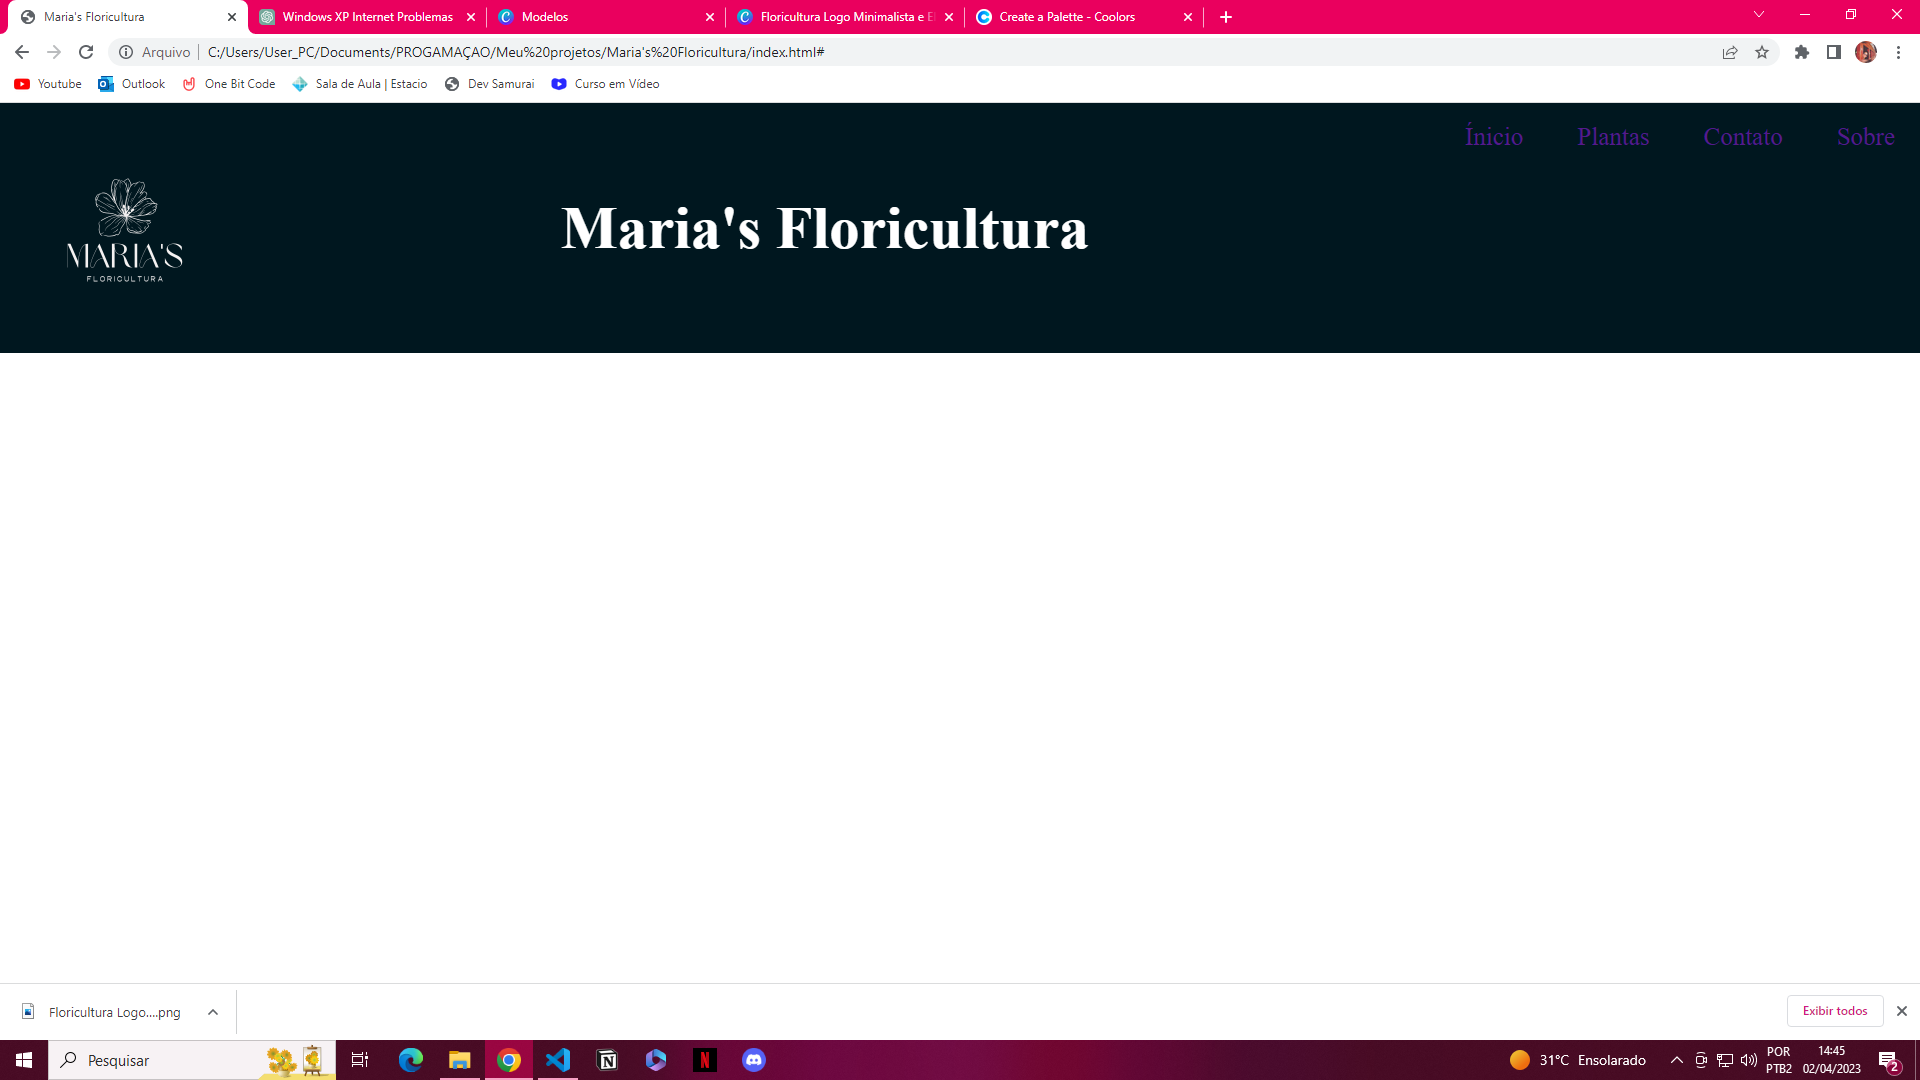 Maria's Floricultura
Windows XP Internet Problemas
Modelos
Floricultura Logo Minimalista e El
Create a Palette - Coolors
Arquivo
C:/Users/User_PC/Documents/PROGAMAÇAO/Meu%20projetos/Maria's%20Floricultura/index.html#
Youtube
Outlook
One Bit Code
Sala de Aula | Estacio
Dev Samurai
Curso em Vídeo
Ínicio
Plantas
Contato
Sobre
MARIA'S
FLORICULTURA
Maria's Floricultura
Floricultura Logo....png
Exibir todos
Pesquisar
31°C Ensolarado
POR
PTB2
14:45
02/04/2023
2